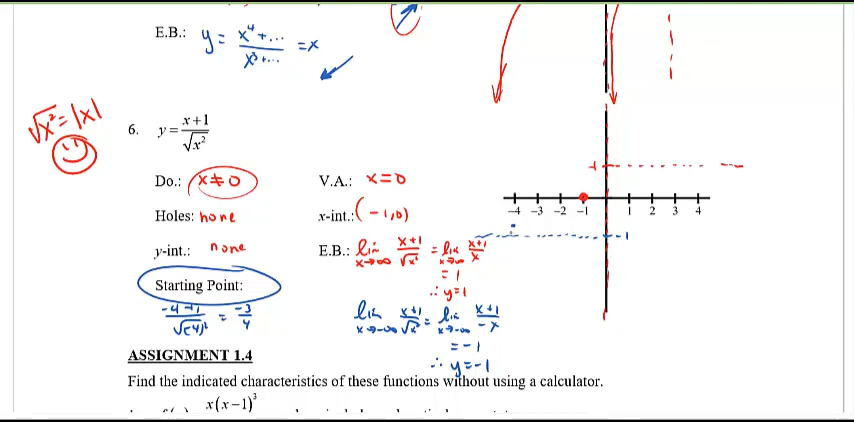 E.B.: y = x⁴+... / x³+... = x
√x² = |x|
6. y = x+1 / √x²
Do.: x ≠ 0 V.A.: x = 0
Holes: none x-int.: (-1,0)
y-int.: none E.B.: lim x→∞ x+1 / √x² = lim x→∞ x+1 / x
= 1
∴ y=1
Starting Point:
-4+1 / √(-4)² = -3 / 4
lim x→-∞ x+1 / √x² = lim x→-∞ x+1 / -x
= -1
∴ y=-1
-4 -3 -2 -1 1 2 3 4
-1
ASSIGNMENT 1.4
Find the indicated characteristics of these functions without using a calculator.
x(x−1)³